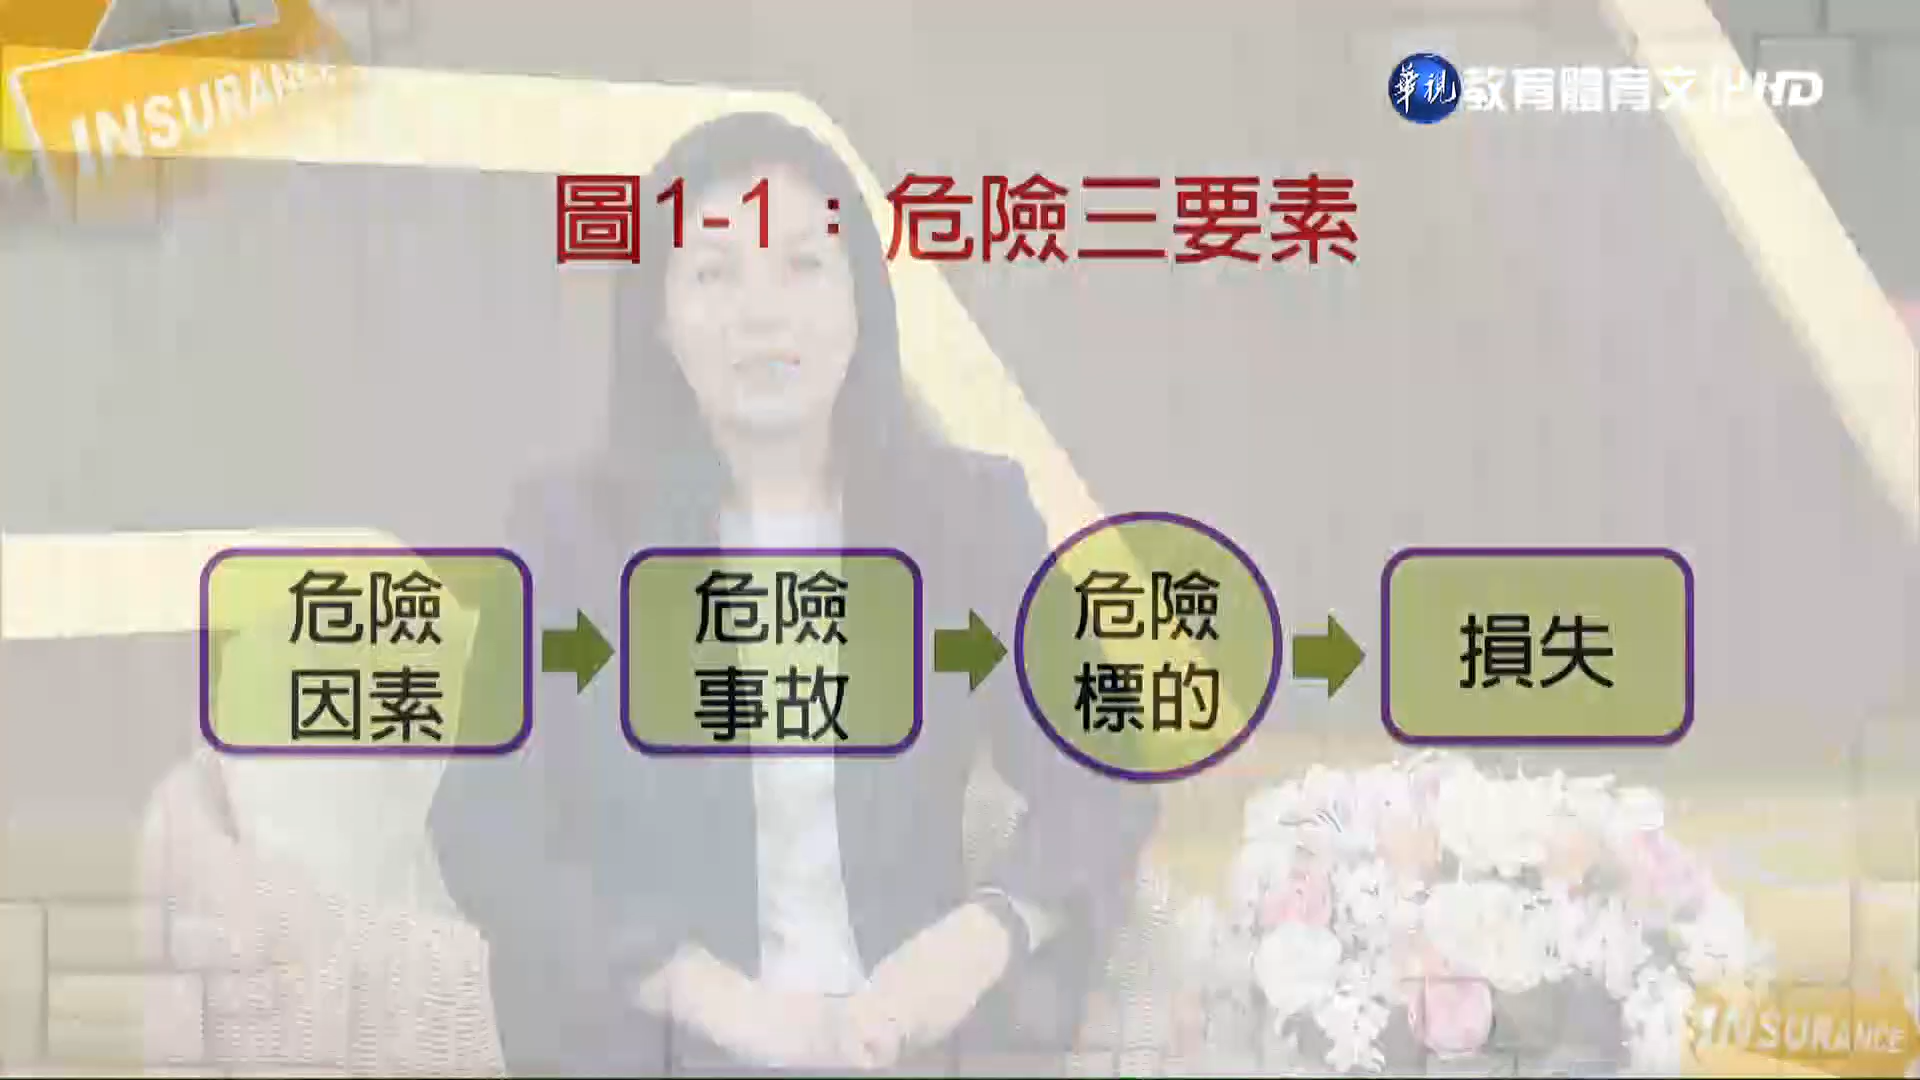 INSURANCE
華視 教育體育文化HD
圖1-1：危險三要素
危險
因素
危險
事故
危險
標的
損失
INSURANCE